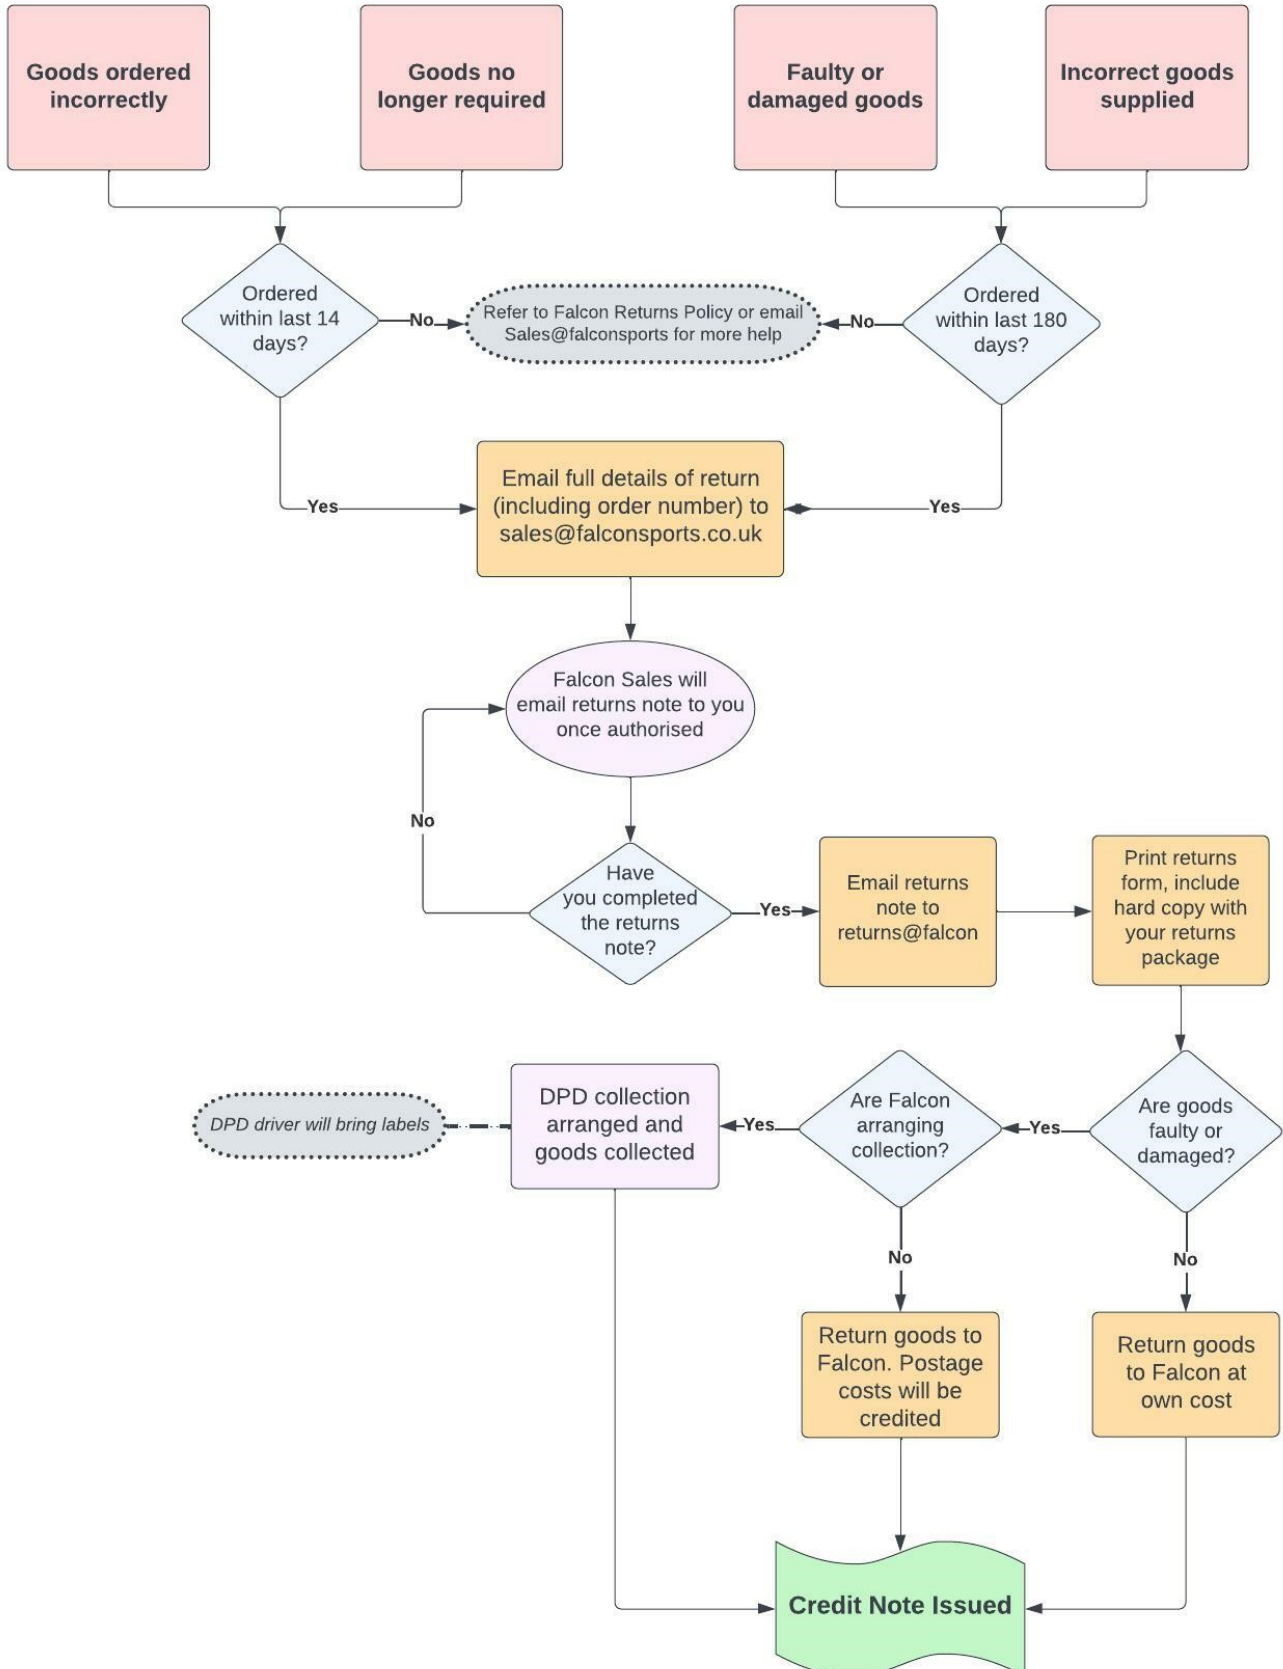 Goods ordered
incorrectly
Goods no
longer required
Faulty or
damaged goods
Incorrect goods
supplied
Ordered
within last 14
days?
No
Refer to Falcon Returns Policy or email
Sales@falconsports for more help
No
Ordered
within last 180
days?
Yes
Email full details of return
(including order number) to
sales@falconsports.co.uk
Yes
Falcon Sales will
email returns note to you
once authorised
No
Have
you completed
the returns
note?
Yes
Email returns
note to
returns@falcon
Print returns
form, include
hard copy with
your returns
package
DPD driver will bring labels
DPD collection
arranged and
goods collected
Yes
Are Falcon
arranging
collection?
Yes
Are goods
faulty or
damaged?
No
No
Return goods to
Falcon. Postage
costs will be
credited
Return goods
to Falcon at
own cost
Credit Note Issued